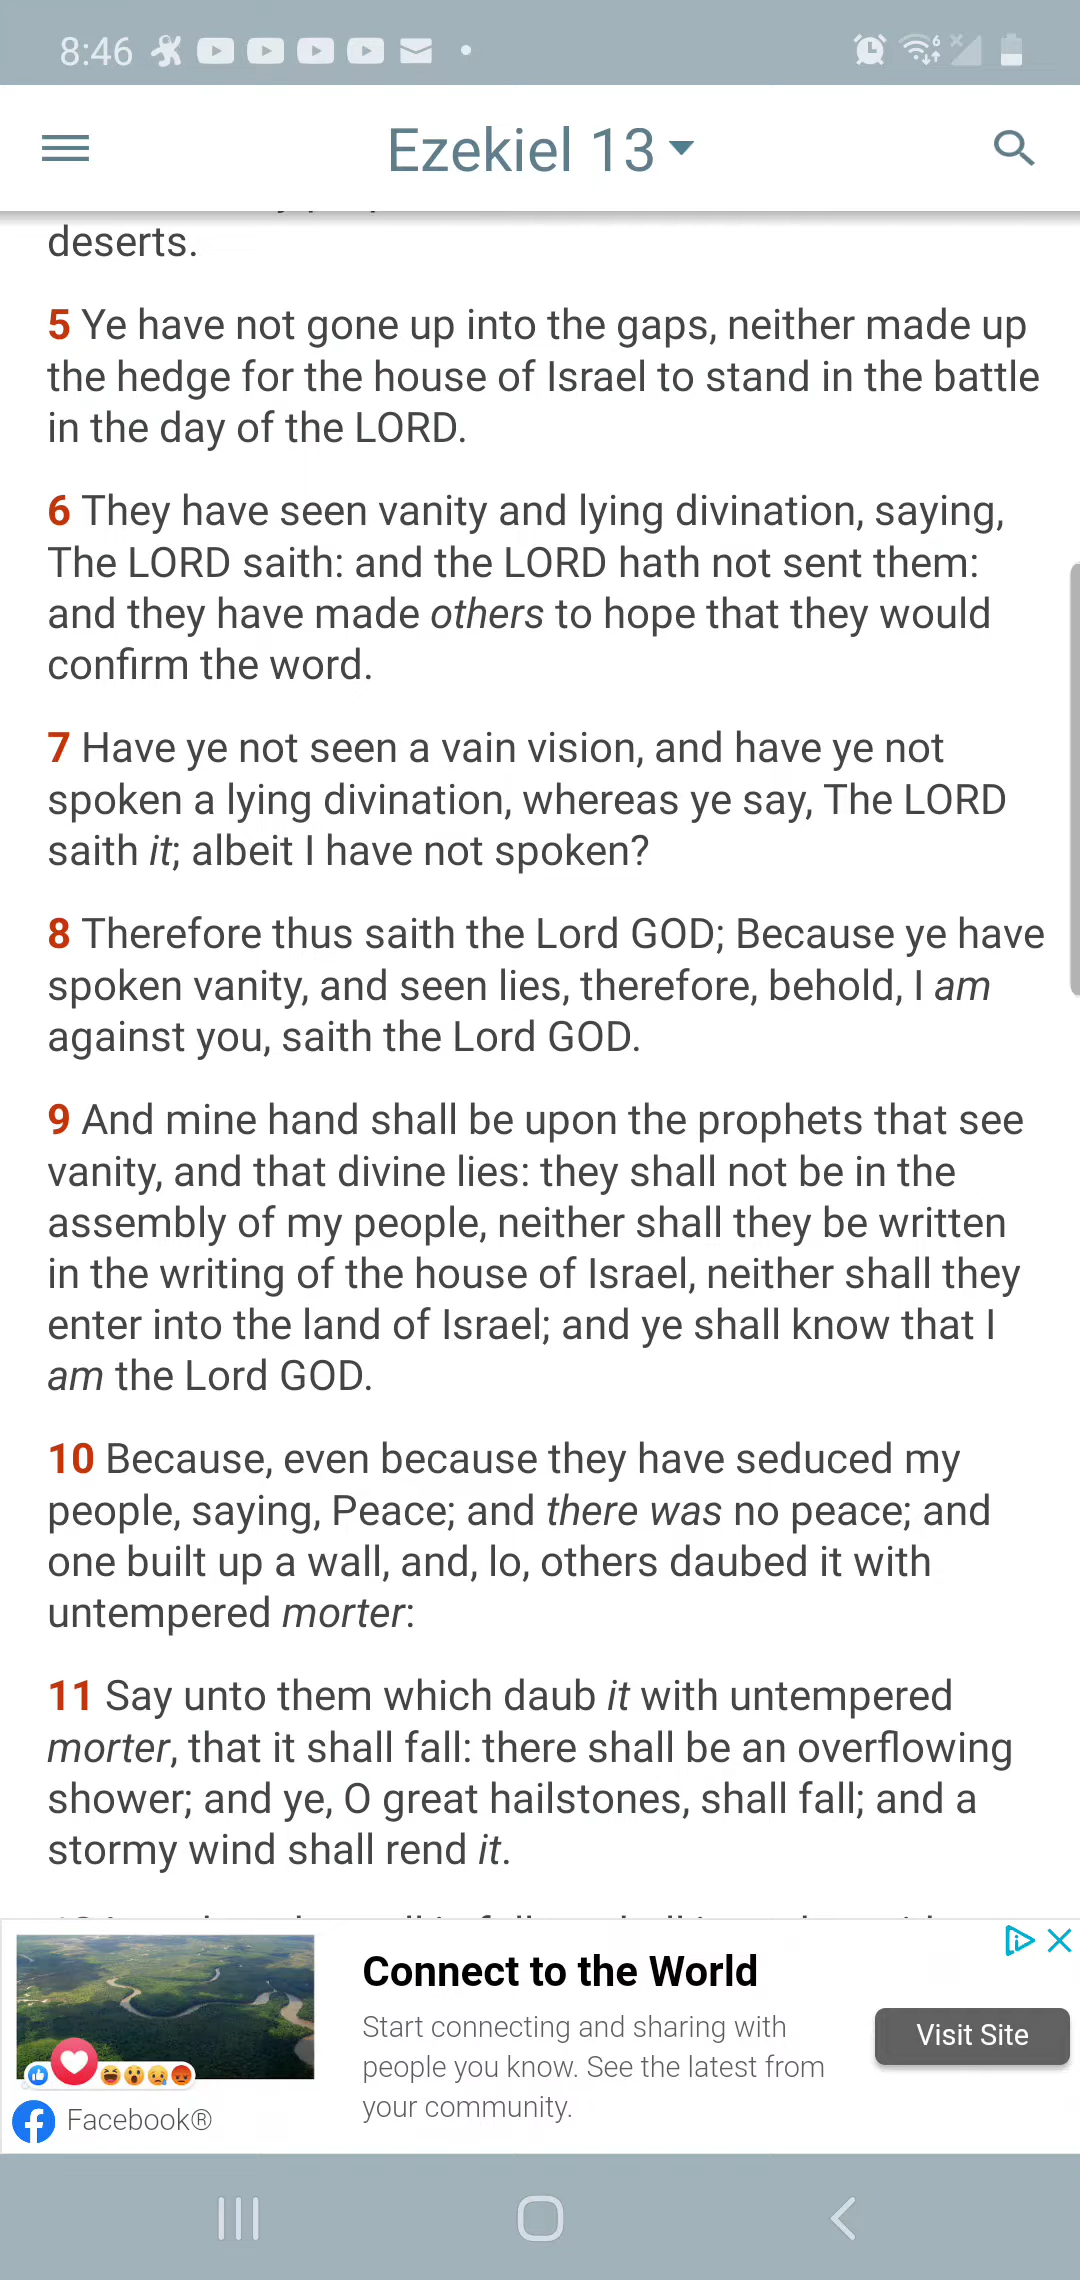 8:46
Ezekiel 13
deserts.
5 Ye have not gone up into the gaps, neither made up
the hedge for the house of Israel to stand in the battle
in the day of the LORD.
6 They have seen vanity and lying divination, saying,
The LORD saith: and the LORD hath not sent them:
and they have made others to hope that they would
confirm the word.
7 Have ye not seen a vain vision, and have ye not
spoken a lying divination, whereas ye say, The LORD
saith it; albeit I have not spoken?
8 Therefore thus saith the Lord GOD; Because ye have
spoken vanity, and seen lies, therefore, behold, I am
against you, saith the Lord GOD.
9 And mine hand shall be upon the prophets that see
vanity, and that divine lies: they shall not be in the
assembly of my people, neither shall they be written
in the writing of the house of Israel, neither shall they
enter into the land of Israel; and ye shall know that I
am the Lord GOD.
10 Because, even because they have seduced my
people, saying, Peace; and there was no peace; and
one built up a wall, and, lo, others daubed it with
untempered morter:
11 Say unto them which daub it with untempered
morter, that it shall fall: there shall be an overflowing
shower; and ye, O great hailstones, shall fall; and a
stormy wind shall rend it.
Connect to the World
Start connecting and sharing with
people you know. See the latest from
your community.
Visit Site
Facebook®